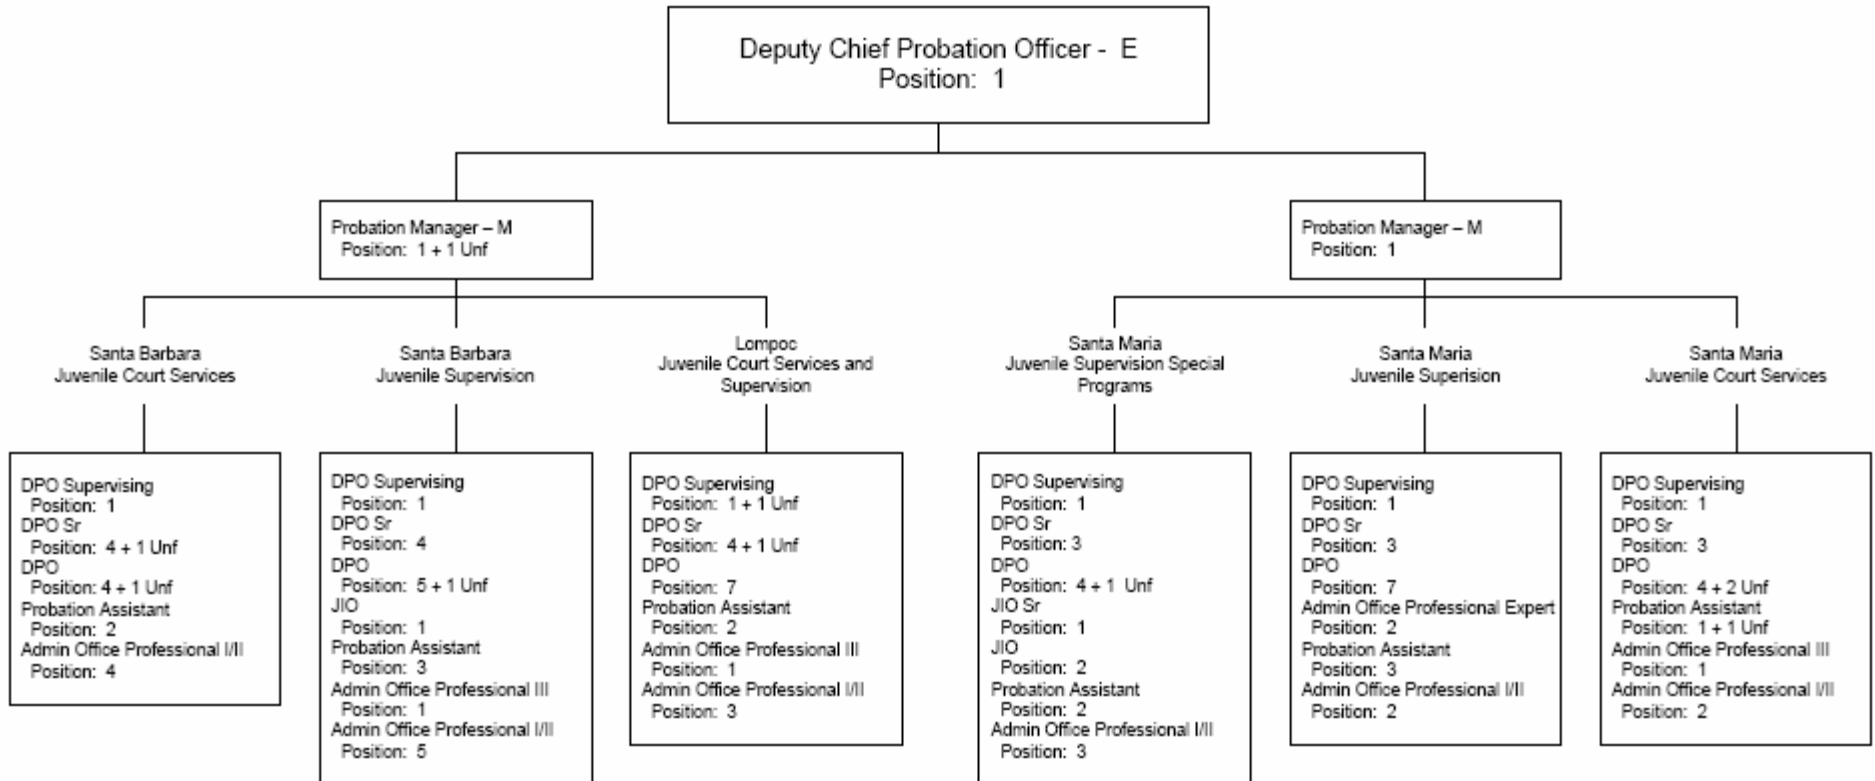 Deputy Chief Probation Officer - E
Position: 1
Probation Manager – M
Position: 1 + 1 Unf
Probation Manager – M
Position: 1
Santa Barbara
Juvenile Court Services
Santa Barbara
Juvenile Supervision
Lompoc
Juvenile Court Services and
Supervision
Santa Maria
Juvenile Supervision Special
Programs
Santa Maria
Juvenile Superision
Santa Maria
Juvenile Court Services
DPO Supervising
Position: 1
DPO Sr
Position: 4 + 1 Unf
DPO
Position: 4 + 1 Unf
Probation Assistant
Position: 2
Admin Office Professional I/II
Position: 4
DPO Supervising
Position: 1
DPO Sr
Position: 4
DPO
Position: 5 + 1 Unf
JIO
Position: 1
Probation Assistant
Position: 3
Admin Office Professional III
Position: 1
Admin Office Professional I/II
Position: 5
DPO Supervising
Position: 1 + 1 Unf
DPO Sr
Position: 4 + 1 Unf
DPO
Position: 7
Probation Assistant
Position: 2
Admin Office Professional III
Position: 1
Admin Office Professional I/II
Position: 3
DPO Supervising
Position: 1
DPO Sr
Position: 3
DPO
Position: 4 + 1 Unf
JIO Sr
Position: 1
JIO
Position: 2
Probation Assistant
Position: 2
Admin Office Professional I/II
Position: 3
DPO Supervising
Position: 1
DPO Sr
Position: 3
DPO
Position: 7
Admin Office Professional Expert
Position: 2
Probation Assistant
Position: 3
Admin Office Professional I/II
Position: 2
DPO Supervising
Position: 1
DPO Sr
Position: 3
DPO
Position: 4 + 2 Unf
Probation Assistant
Position: 1 + 1 Unf
Admin Office Professional III
Position: 1
Admin Office Professional I/II
Position: 2